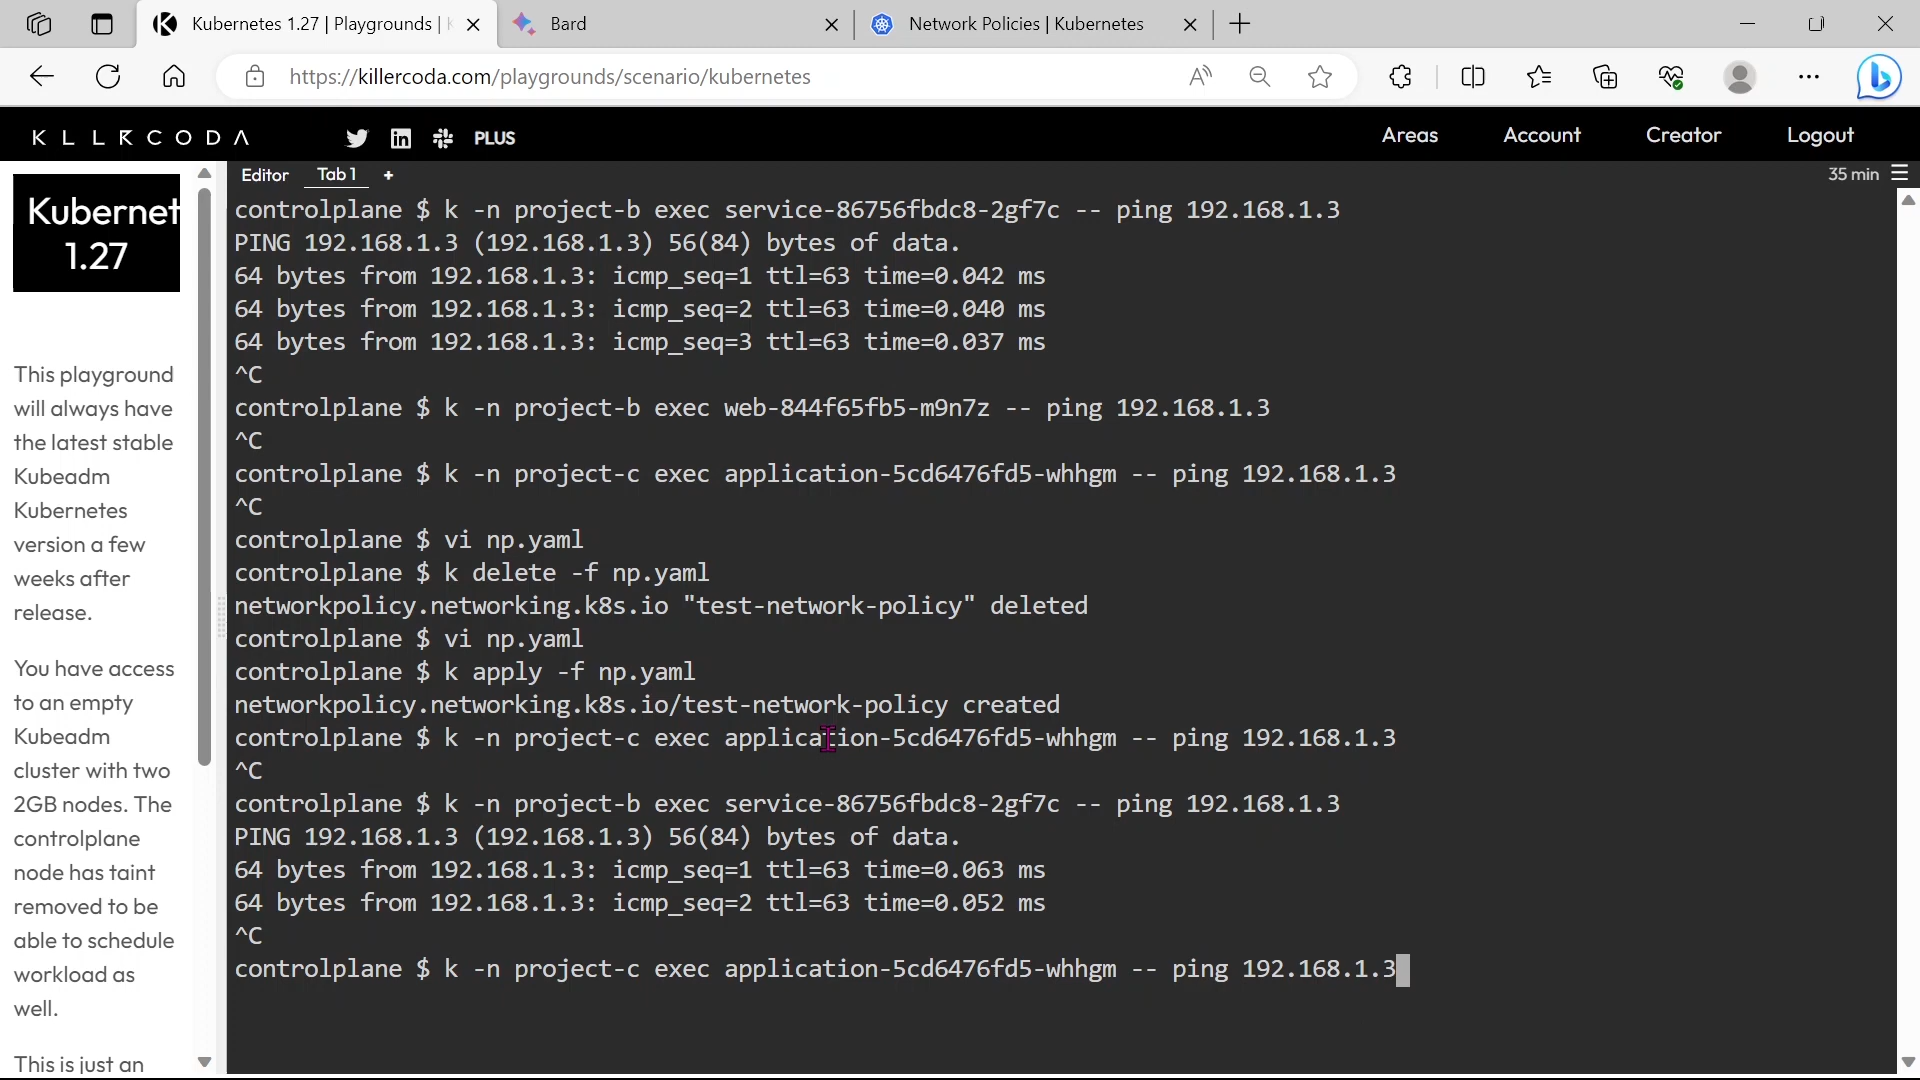 Kubernetes 1.27 | Playgrounds |
Bard
Network Policies | Kubernetes
https://killercoda.com/playgrounds/scenario/kubernetes
KLLRCODA
PLUS
Areas
Account
Creator
Logout
Editor
Tab 1
+
35 min
Kubernet
1.27
This playground
will always have
the latest stable
Kubeadm
Kubernetes
version a few
weeks after
release.
You have access
to an empty
Kubeadm
cluster with two
2GB nodes. The
controlplane
node has taint
removed to be
able to schedule
workload as
well.
This is just an
controlplane $ k -n project-b exec service-86756fbdc8-2gf7c -- ping 192.168.1.3
PING 192.168.1.3 (192.168.1.3) 56(84) bytes of data.
64 bytes from 192.168.1.3: icmp_seq=1 ttl=63 time=0.042 ms
64 bytes from 192.168.1.3: icmp_seq=2 ttl=63 time=0.040 ms
64 bytes from 192.168.1.3: icmp_seq=3 ttl=63 time=0.037 ms
^C
controlplane $ k -n project-b exec web-844f65fb5-m9n7z -- ping 192.168.1.3
^C
controlplane $ k -n project-c exec application-5cd6476fd5-whhgm -- ping 192.168.1.3
^C
controlplane $ vi np.yaml
controlplane $ k delete -f np.yaml
networkpolicy.networking.k8s.io "test-network-policy" deleted
controlplane $ vi np.yaml
controlplane $ k apply -f np.yaml
networkpolicy.networking.k8s.io/test-network-policy created
controlplane $ k -n project-c exec application-5cd6476fd5-whhgm -- ping 192.168.1.3
^C
controlplane $ k -n project-b exec service-86756fbdc8-2gf7c -- ping 192.168.1.3
PING 192.168.1.3 (192.168.1.3) 56(84) bytes of data.
64 bytes from 192.168.1.3: icmp_seq=1 ttl=63 time=0.063 ms
64 bytes from 192.168.1.3: icmp_seq=2 ttl=63 time=0.052 ms
^C
controlplane $ k -n project-c exec application-5cd6476fd5-whhgm -- ping 192.168.1.3